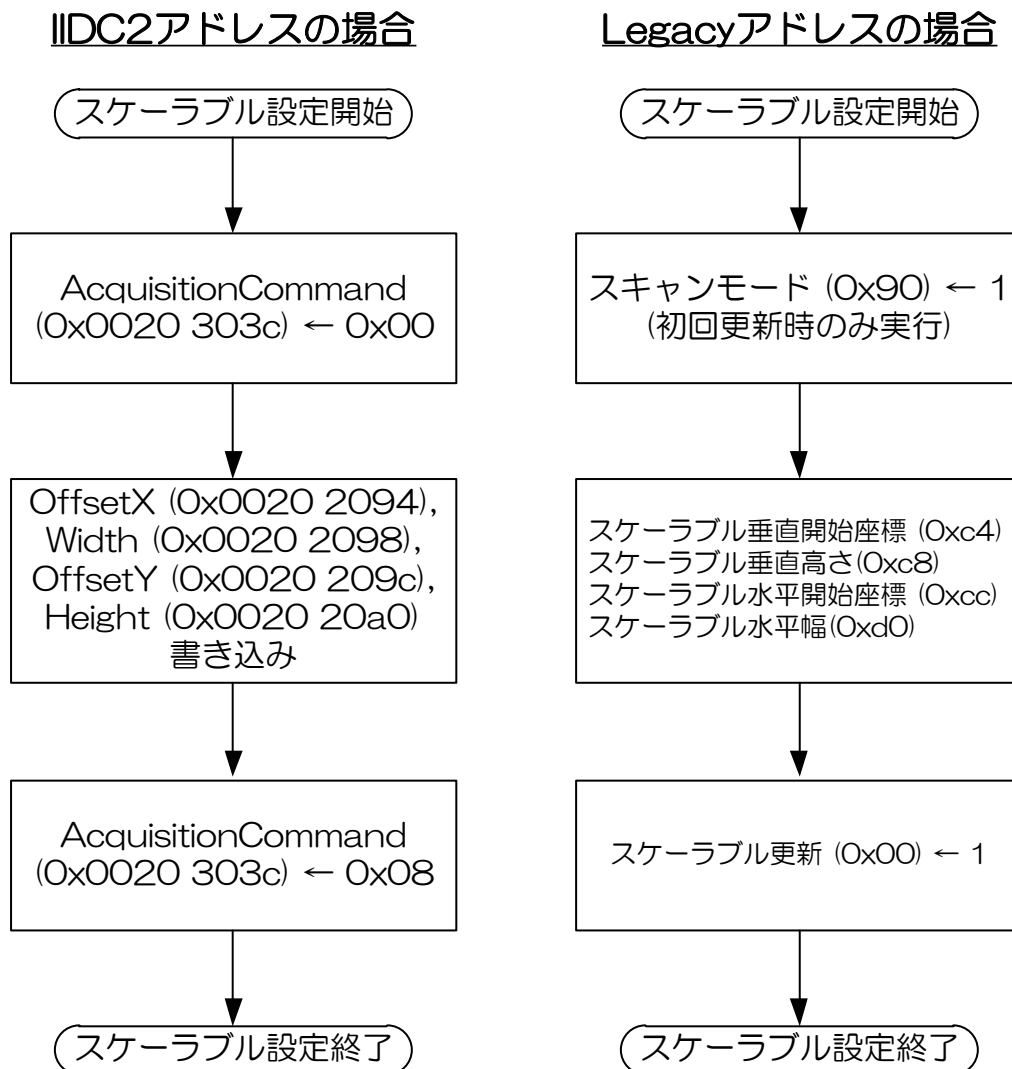 IIDC2アドレスの場合
スケーラブル設定開始
AcquisitionCommand
(0x0020 303c) ← 0x00
OffsetX (0x0020 2094),
Width (0x0020 2098),
OffsetY (0x0020 209c),
Height (0x0020 20a0)
書き込み
AcquisitionCommand
(0x0020 303c) ← 0x08
スケーラブル設定終了
Legacyアドレスの場合
スケーラブル設定開始
スキャンモード (0x90) ← 1
(初回更新時のみ実行)
スケーラブル垂直開始座標 (0xc4)
スケーラブル垂直高さ(0xc8)
スケーラブル水平開始座標 (0xcc)
スケーラブル水平幅(0xd0)
スケーラブル更新 (0x00) ← 1
スケーラブル設定終了